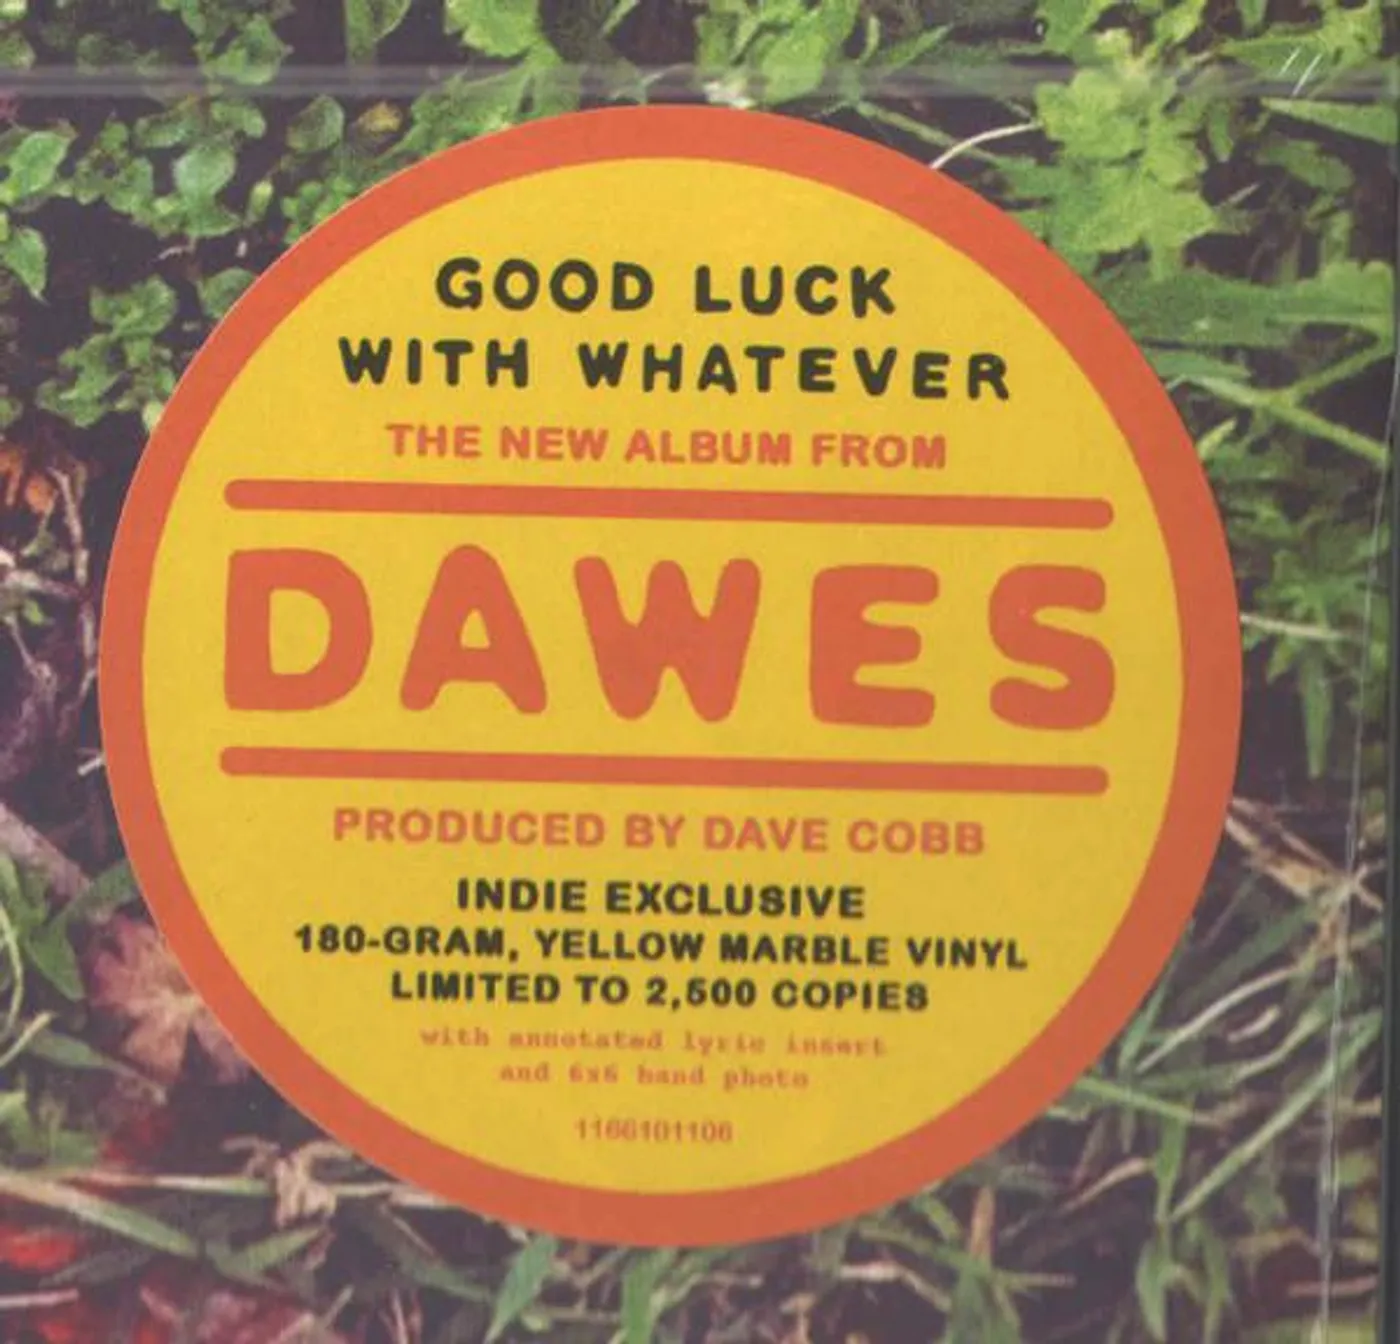 GOOD LUCK
WITH WHATEVER
THE NEW ALBUM FROM
DAWES
PRODUCED BY DAVE COBB
INDIE EXCLUSIVE
180-GRAM, YELLOW MARBLE VINYL
LIMITED TO 2,500 COPIES
with annotated lyric insert
and 6x6 band photo
1166101106